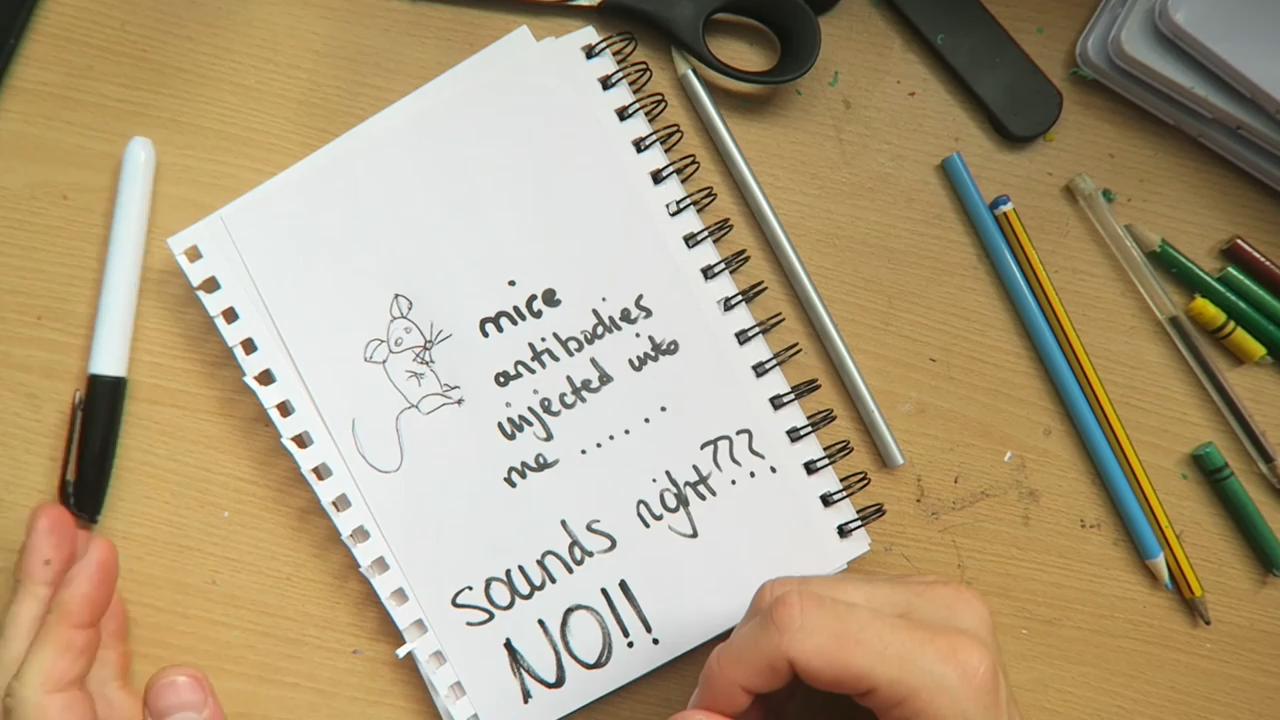 mice
antibodies
injected into
me ......
sounds right???
NO!!